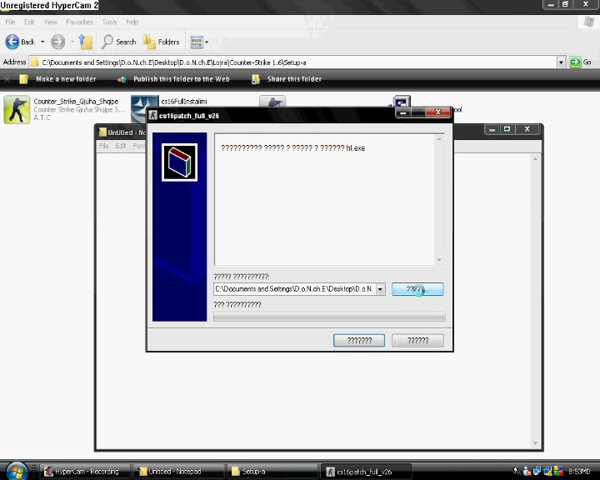 Unregistered HyperCam 2
File Edit View Favorites Tools Help
Back Search Folders
Address C:\Documents and Settings\D.o.N.ch.E\Desktop\D.o.N.ch.E\Lojra\Counter-Strike 1.6\Setup-a Go
Make a new folder Publish this folder to the Web Share this folder
Counter_Strike_Gjuha_Shqipe
Counter Strike Gjuha Shqipe S...
A.T.C
cs16FullInstalimi
Untitled - Not
File Edit
cs16patch_full_v26
?????????? ????? ? ????? ? ?????? hl.exe
????? ??????????:
C:\Documents and Settings\D.o.N.ch.E\Desktop\D.o.N.
??? ??????????:
??????? ??????
HyperCam - Recording Untitled - Notepad Setup-a cs16patch_full_v26 8:53MD